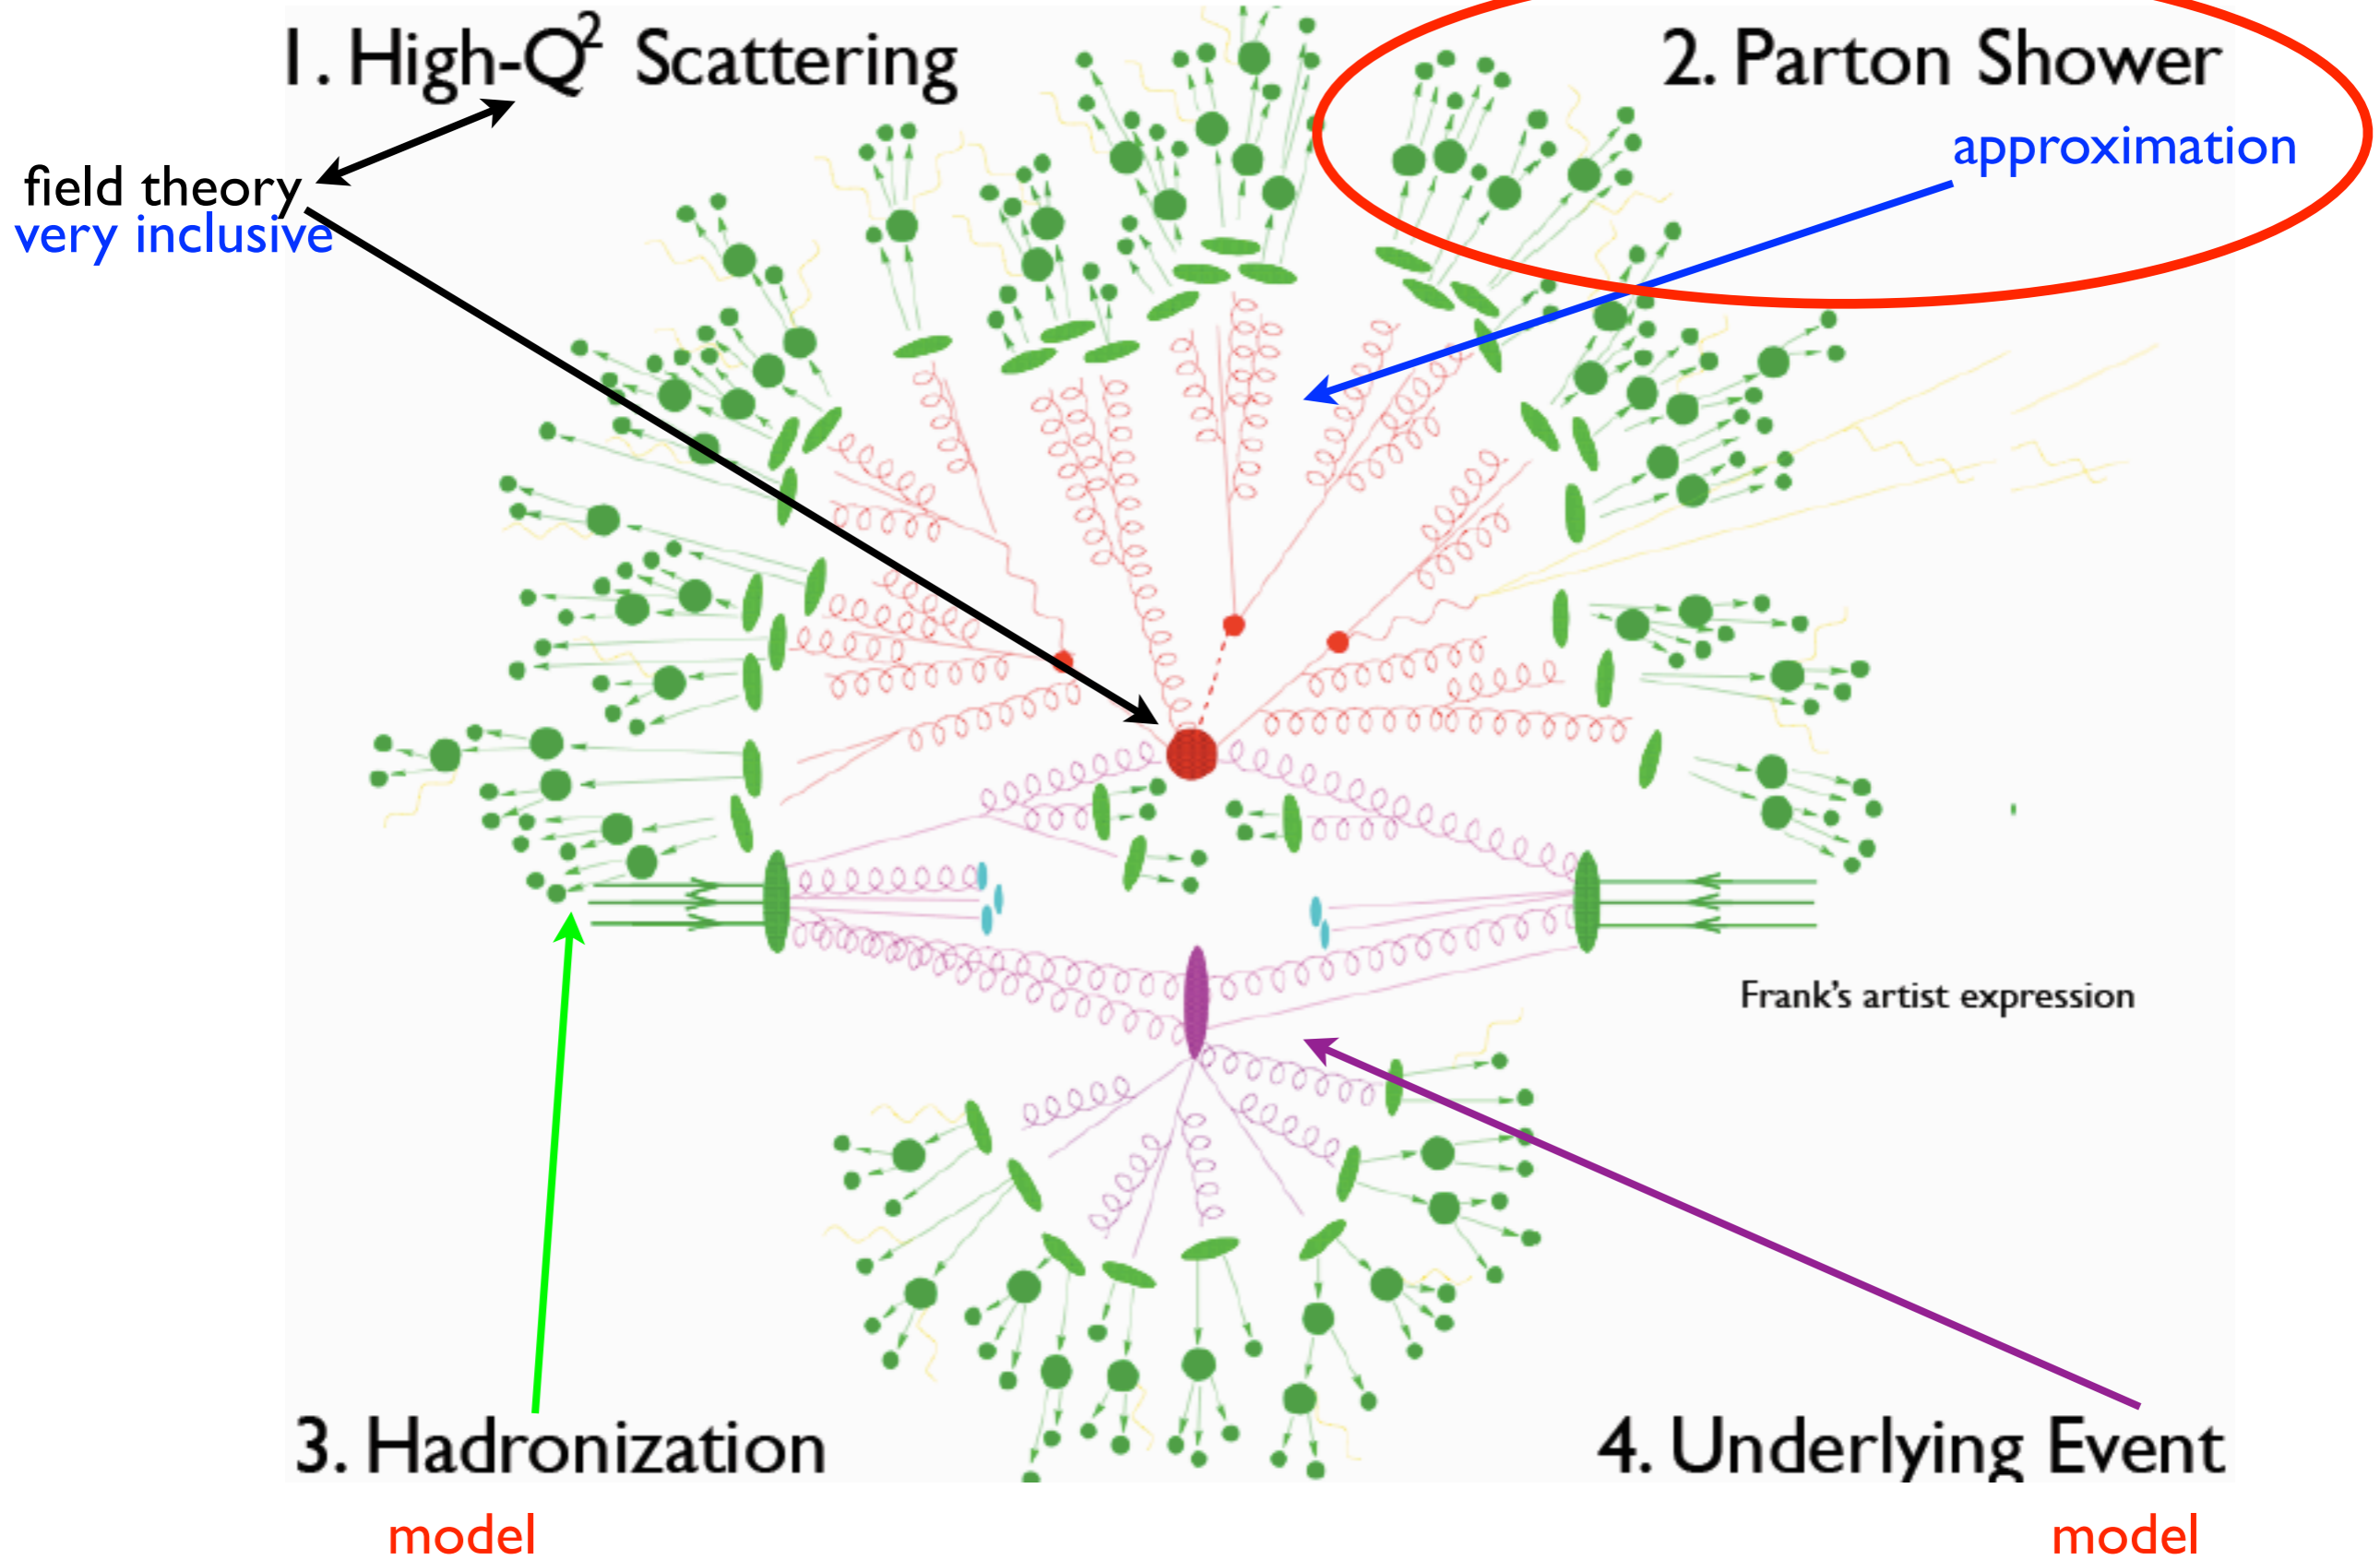 1. High-Q² Scattering
2. Parton Shower
approximation
field theory
very inclusive
Frank's artist expression
3. Hadronization
4. Underlying Event
model
model